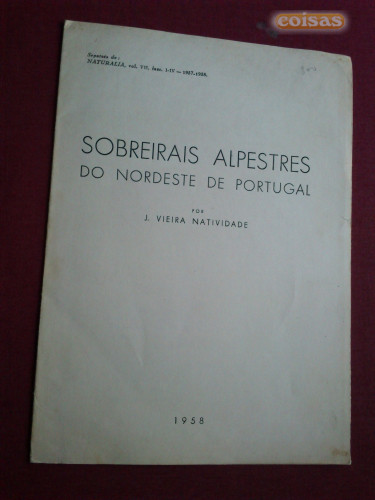 coisas
Separata de:
NATURALIA, vol. VII, fasc. I-IV — 1957-1958.
SOBREIRAIS ALPESTRES
DO NORDESTE DE PORTUGAL
POR
J. VIEIRA NATIVIDADE
1958